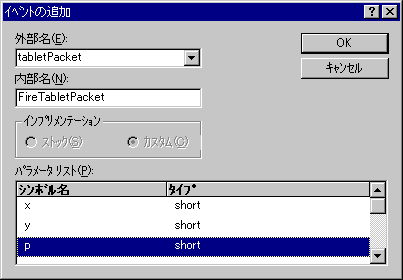 イベントの追加
外部名(E):
OK
tabletPacket
キャンセル
内部名(N):
FireTabletPacket
インプリメンテーション
ストック(S)
カスタム(C)
パラメータ リスト(P):
シンボル名 タイプ
x short
y short
p short